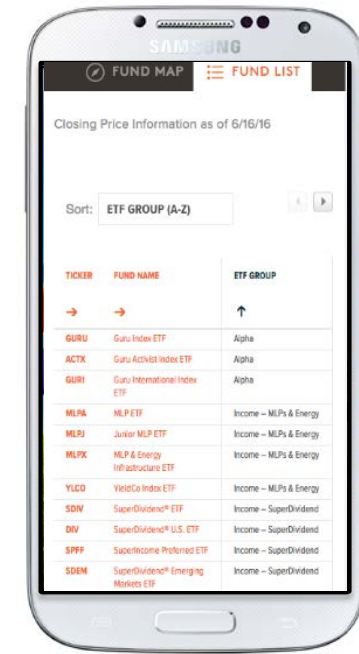 SAMSUNG
FUND MAP FUND LIST
Closing Price Information as of 6/16/16
Sort: ETF GROUP (A-Z)
TICKER FUND NAME ETF GROUP
GURU Guru Index ETF Alpha
ACTX Guru Activist Index ETF Alpha
GURI Guru International Index Alpha
ETF
MLPA MLP ETF Income – MLPs & Energy
MLPJ Junior MLP ETF Income – MLPs & Energy
MLPX MLP & Energy Income – MLPs & Energy
Infrastructure ETF
YLCO YieldCo Index ETF Income – MLPs & Energy
SDIV SuperDividend® ETF Income – SuperDividend
DIV SuperDividend® U.S. ETF Income – SuperDividend
SPFF SuperIncome Preferred ETF Income – SuperDividend
SDEM SuperDividend® Emerging Income – SuperDividend
Markets ETF